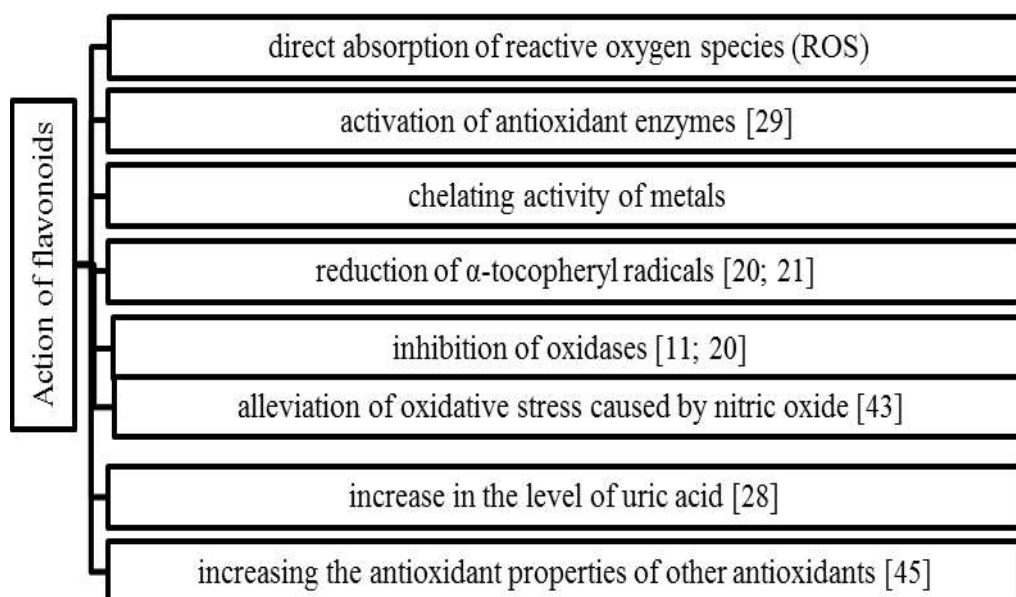 Action of flavonoids
direct absorption of reactive oxygen species (ROS)
activation of antioxidant enzymes [29]
chelating activity of metals
reduction of α-tocopheryl radicals [20; 21]
inhibition of oxidases [11; 20]
alleviation of oxidative stress caused by nitric oxide [43]
increase in the level of uric acid [28]
increasing the antioxidant properties of other antioxidants [45]